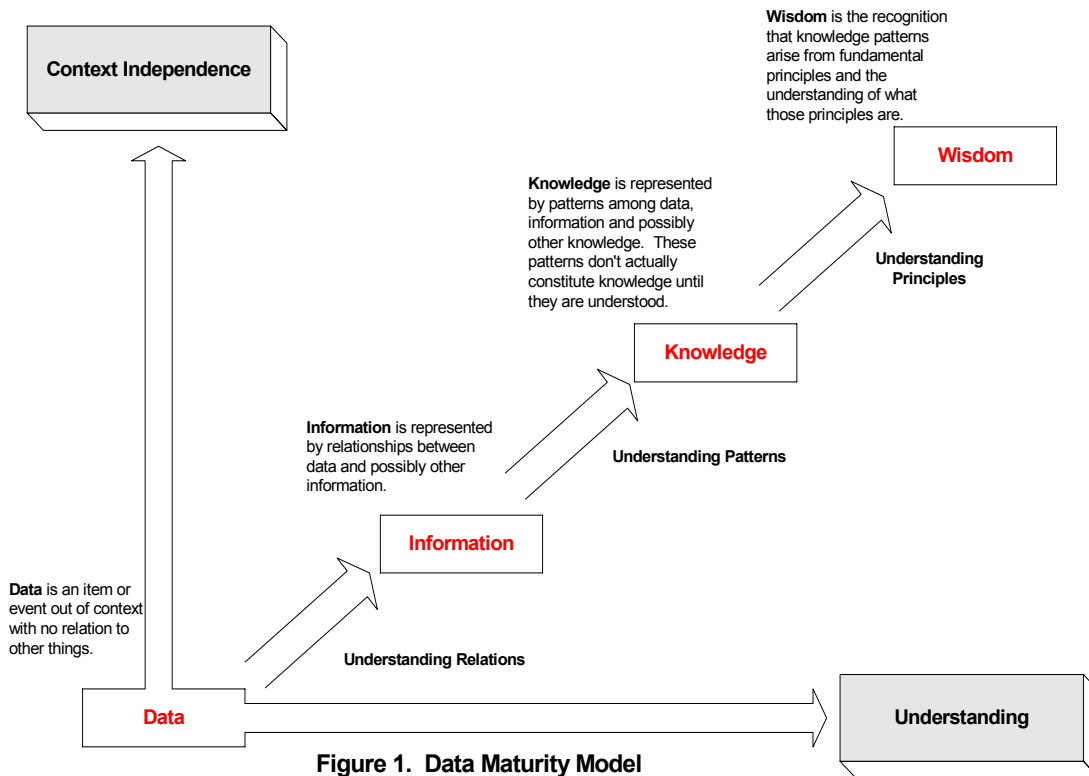 Wisdom is the recognition
that knowledge patterns
arise from fundamental
principles and the
understanding of what
those principles are.
Context Independence
Wisdom
Knowledge is represented
by patterns among data,
information and possibly
other knowledge. These
patterns don't actually
constitute knowledge until
they are understood.
Understanding
Principles
Knowledge
Information is represented
by relationships between
data and possibly other
information.
Understanding Patterns
Information
Data is an item or
event out of context
with no relation to
other things.
Understanding Relations
Data
Understanding
Figure 1. Data Maturity Model